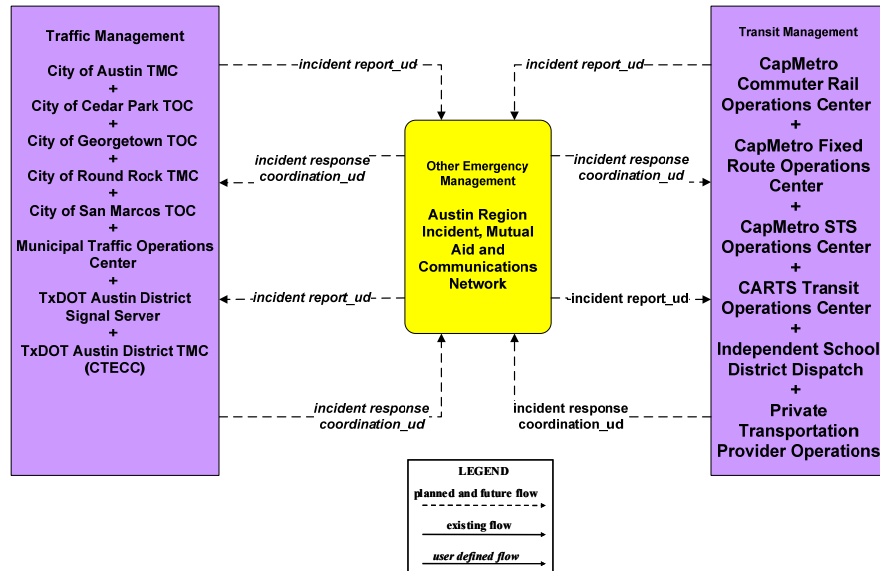 Traffic Management
City of Austin TMC
+
City of Cedar Park TOC
+
City of Georgetown TOC
+
City of Round Rock TMC
+
City of San Marcos TOC
+
Municipal Traffic Operations
Center
+
TxDOT Austin District
Signal Server
+
TxDOT Austin District TMC
(CTECC)
incident report_ud
incident response
coordination_ud
incident report_ud
incident response
coordination_ud
Other Emergency
Management
Austin Region
Incident, Mutual
Aid and
Communications
Network
incident report_ud
incident response
coordination_ud
incident report_ud
incident response
coordination_ud
Transit Management
CapMetro
Commuter Rail
Operations Center
+
CapMetro Fixed
Route Operations
Center
+
CapMetro STS
Operations Center
+
CARTS Transit
Operations Center
+
Independent School
District Dispatch
+
Private
Transportation
Provider Operations
LEGEND
planned and future flow
existing flow
user defined flow